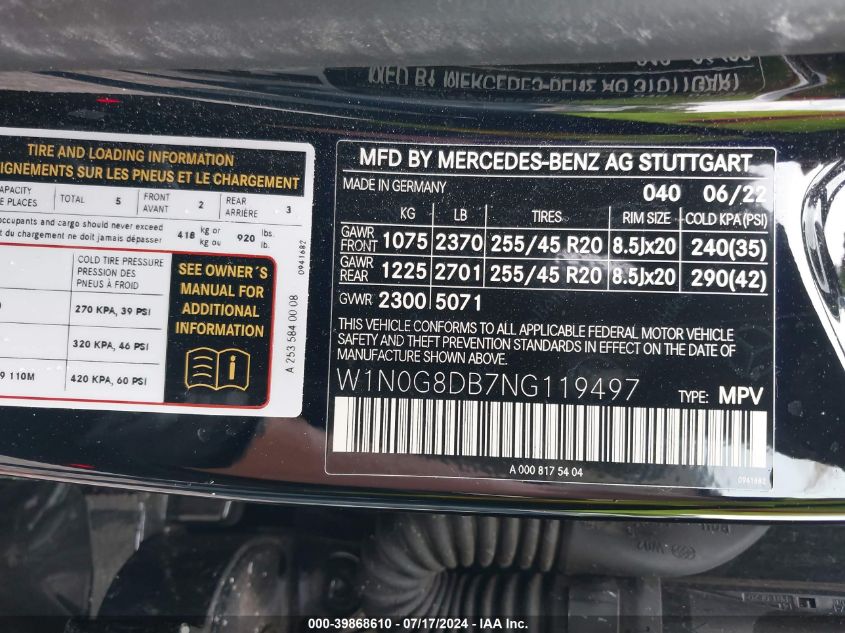 TIRE AND LOADING INFORMATION
SUR LES PNEUS ET LE CHARGEMENT
TOTAL 5 FRONT AVANT 2 REAR ARRIÈRE 3
PLACES
occupants and cargo should never exceed
du chargement ne doit jamais dépasser
418 kg or kg ou 920 lbs. lb.
0941682
COLD TIRE PRESSURE
PRESSION DES
PNEUS À FROID
270 KPA, 39 PSI
320 KPA, 46 PSI
9 110M 420 KPA, 60 PSI
SEE OWNER´S
MANUAL FOR
ADDITIONAL
INFORMATION
A 253 584 00 08
MFD BY MERCEDES-BENZ AG STUTTGART
MADE IN GERMANY 040 06/22
KG LB TIRES RIM SIZE COLD KPA(PSI)
GAWR FRONT 1075 2370 255/45 R20 8.5Jx20 240(35)
GAWR REAR 1225 2701 255/45 R20 8.5Jx20 290(42)
GVWR 2300 5071
THIS VEHICLE CONFORMS TO ALL APPLICABLE FEDERAL MOTOR VEHICLE
SAFETY AND THEFT PREVENTION STANDARDS IN EFFECT ON THE DATE OF
MANUFACTURE SHOWN ABOVE.
W1N0G8DB7NG119497 TYPE: MPV
A 000 817 54 04
0941682
000-39868610 - 07/17/2024 - IAA Inc.